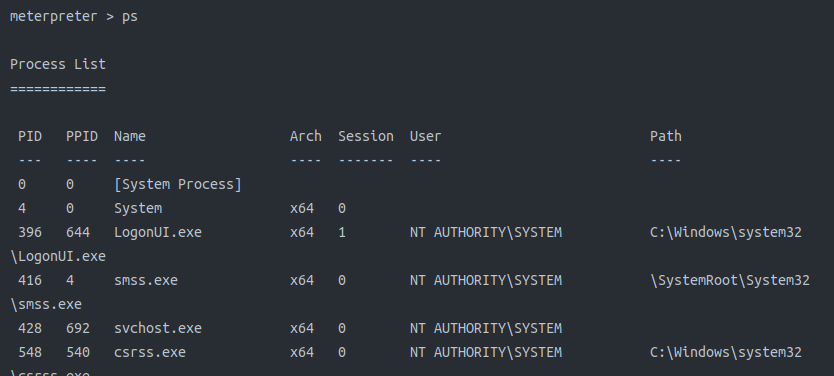 meterpreter > ps
Process List
============
PID PPID Name Arch Session User Path
--- ---- ---- ---- ------- ---- ----
0 0 [System Process]
4 0 System x64 0
396 644 LogonUI.exe x64 1 NT AUTHORITY\SYSTEM C:\Windows\system32
\LogonUI.exe
416 4 smss.exe x64 0 NT AUTHORITY\SYSTEM \SystemRoot\System32
\smss.exe
428 692 svchost.exe x64 0 NT AUTHORITY\SYSTEM
548 540 csrss.exe x64 0 NT AUTHORITY\SYSTEM C:\Windows\system32
\csrss.exe